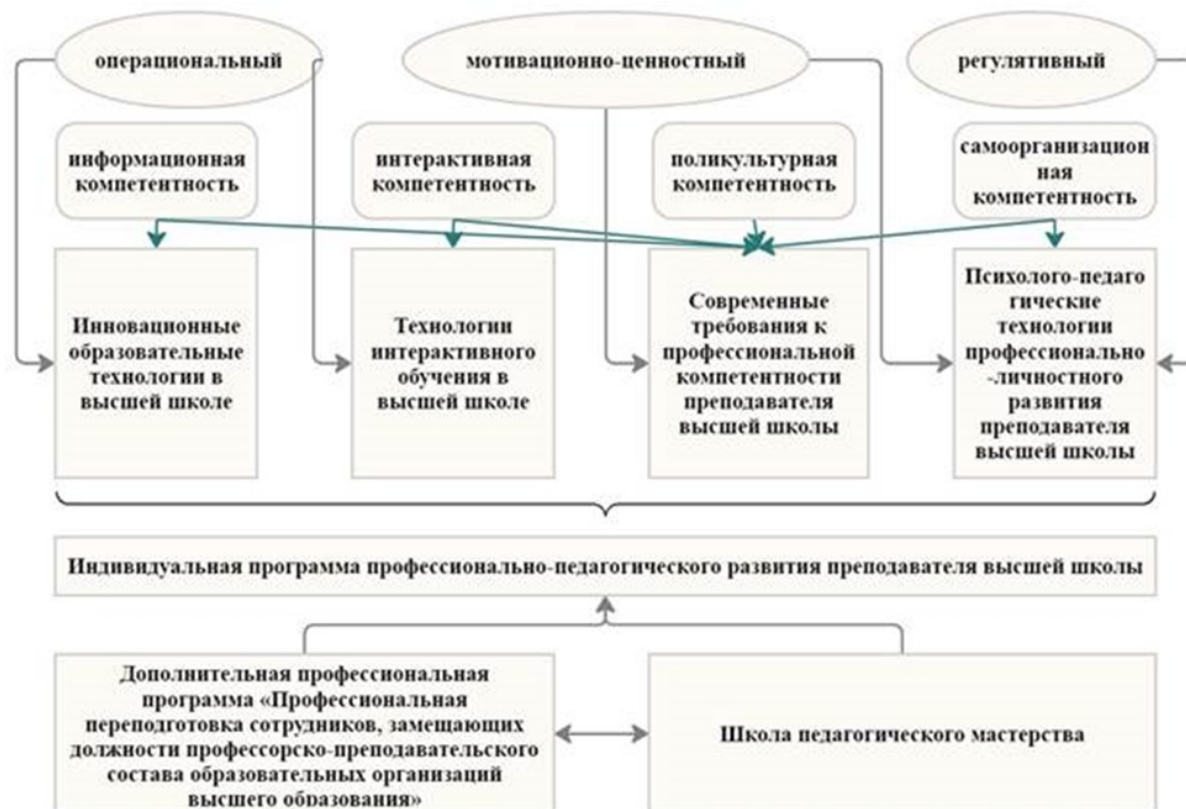 операциональный
мотивационно-ценностный
регулятивный
информационная
компетентность
интерактивная
компетентность
поликультурная
компетентность
самоорганизацион
ная
компетентность
Инновационные
образовательные
технологии в
высшей школе
Технологии
интерактивного
обучения в
высшей школе
Современные
требования к
профессиональной
компетентности
преподавателя
высшей школы
Психолого-педаго
гические
технологии
профессионально
-личностного
развития
преподавателя
высшей школы
Индивидуальная программа профессионально-педагогического развития преподавателя высшей школы
Дополнительная профессиональная
программа «Профессиональная
переподготовка сотрудников, замещающих
должности профессорско-преподавательского
состава образовательных организаций
высшего образования»
Школа педагогического мастерства